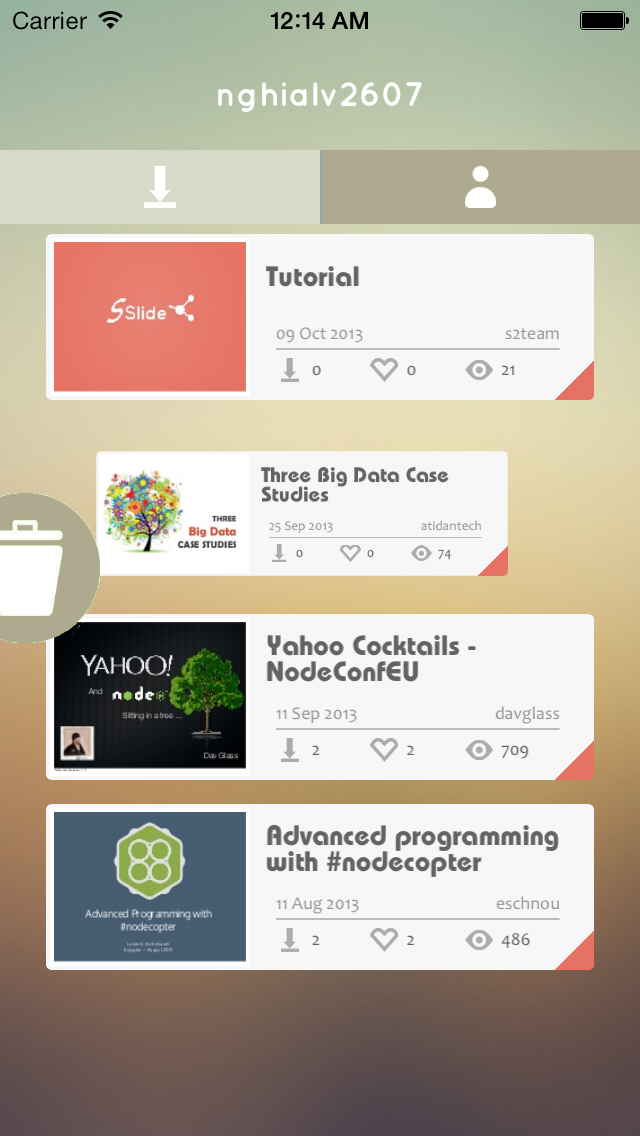 Carrier 12:14 AM
nghialv2607
SSlide
Tutorial
09 Oct 2013 s2team
0 0 21
THREE
Big Data
CASE STUDIES
Three Big Data Case
Studies
25 Sep 2013 atidantech
0 0 74
YAHOO!
And node
Sitting in a tree ...
Dav Glass
Yahoo Cocktails -
NodeConfEU
11 Sep 2013 davglass
2 2 709
Advanced Programming with
#nodecopter
Advanced programming
with #nodecopter
11 Aug 2013 eschnou
2 2 486